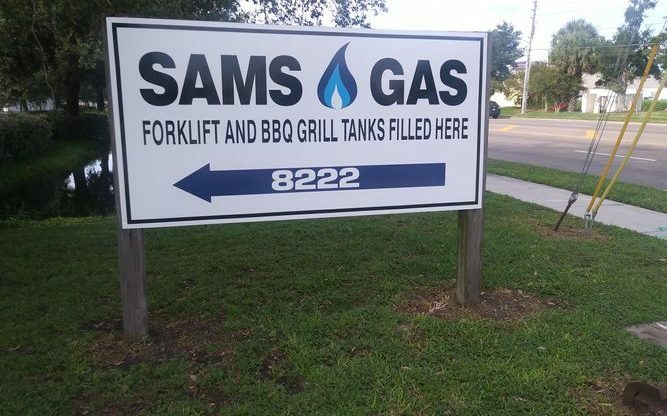 SAMS GAS
FORKLIFT AND BBQ GRILL TANKS FILLED HERE
8222